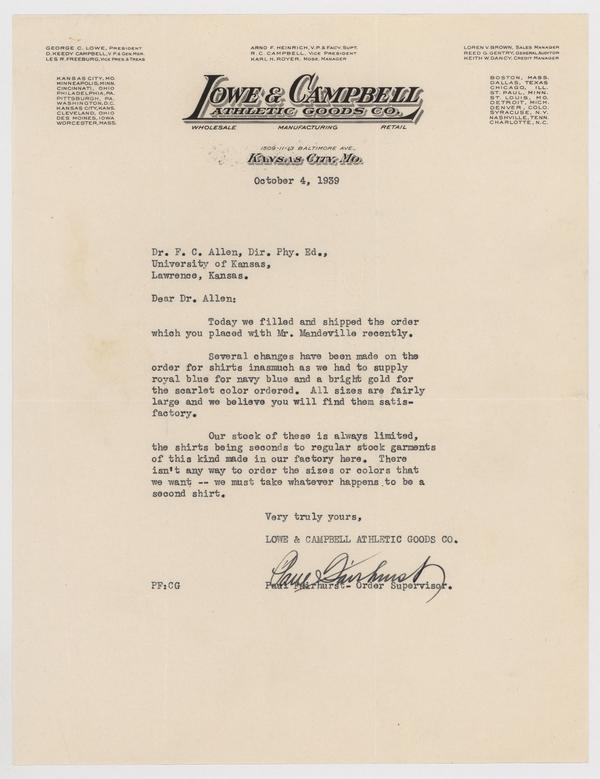 GEORGE C. LOWE, PRESIDENT
D. KEEDY CAMPBELL, V.P. & GEN. MGR.
LES R. FREEBURG, VICE PRES. & TREAS
ARNO F. HEINRICH, V.P. & FAC'Y. SUPT.
R. C. CAMPBELL, VICE PRESIDENT
KARL H. ROYER, MDSE. MANAGER
LOREN V. BROWN, SALES MANAGER
REED G. GENTRY, GENERAL AUDITOR
KEITH W. DANCY, CREDIT MANAGER
KANSAS CITY, MO.
MINNEAPOLIS, MINN.
CINCINNATI, OHIO
PHILADELPHIA, PA.
PITTSBURGH, PA.
WASHINGTON, D.C.
KANSAS CITY, KANS.
CLEVELAND, OHIO
DES MOINES, IOWA
WORCESTER, MASS.
LOWE & CAMPBELL
ATHLETIC GOODS CO.
WHOLESALE MANUFACTURING RETAIL
BOSTON, MASS.
DALLAS, TEXAS
CHICAGO, ILL.
ST. PAUL, MINN.
ST. LOUIS, MO.
DETROIT, MICH.
DENVER, COLO.
SYRACUSE, N.Y.
NASHVILLE, TENN.
CHARLOTTE, N.C.
1509-11-13 BALTIMORE AVE.
KANSAS CITY, MO.
October 4, 1939
Dr. F. C. Allen, Dir. Phy. Ed.,
University of Kansas,
Lawrence, Kansas.
Dear Dr. Allen:
Today we filled and shipped the order
which you placed with Mr. Mandeville recently.
Several changes have been made on the
order for shirts inasmuch as we had to supply
royal blue for navy blue and a bright gold for
the scarlet color ordered. All sizes are fairly
large and we believe you will find them satis-
factory.
Our stock of these is always limited,
the shirts being seconds to regular stock garments
of this kind made in our factory here. There
isn't any way to order the sizes or colors that
we want -- we must take whatever happens to be a
second shirt.
Very truly yours,
LOWE & CAMPBELL ATHLETIC GOODS CO.
Paul Fairhurst
PF:CG Paul Fairhurst- Order Supervisor.